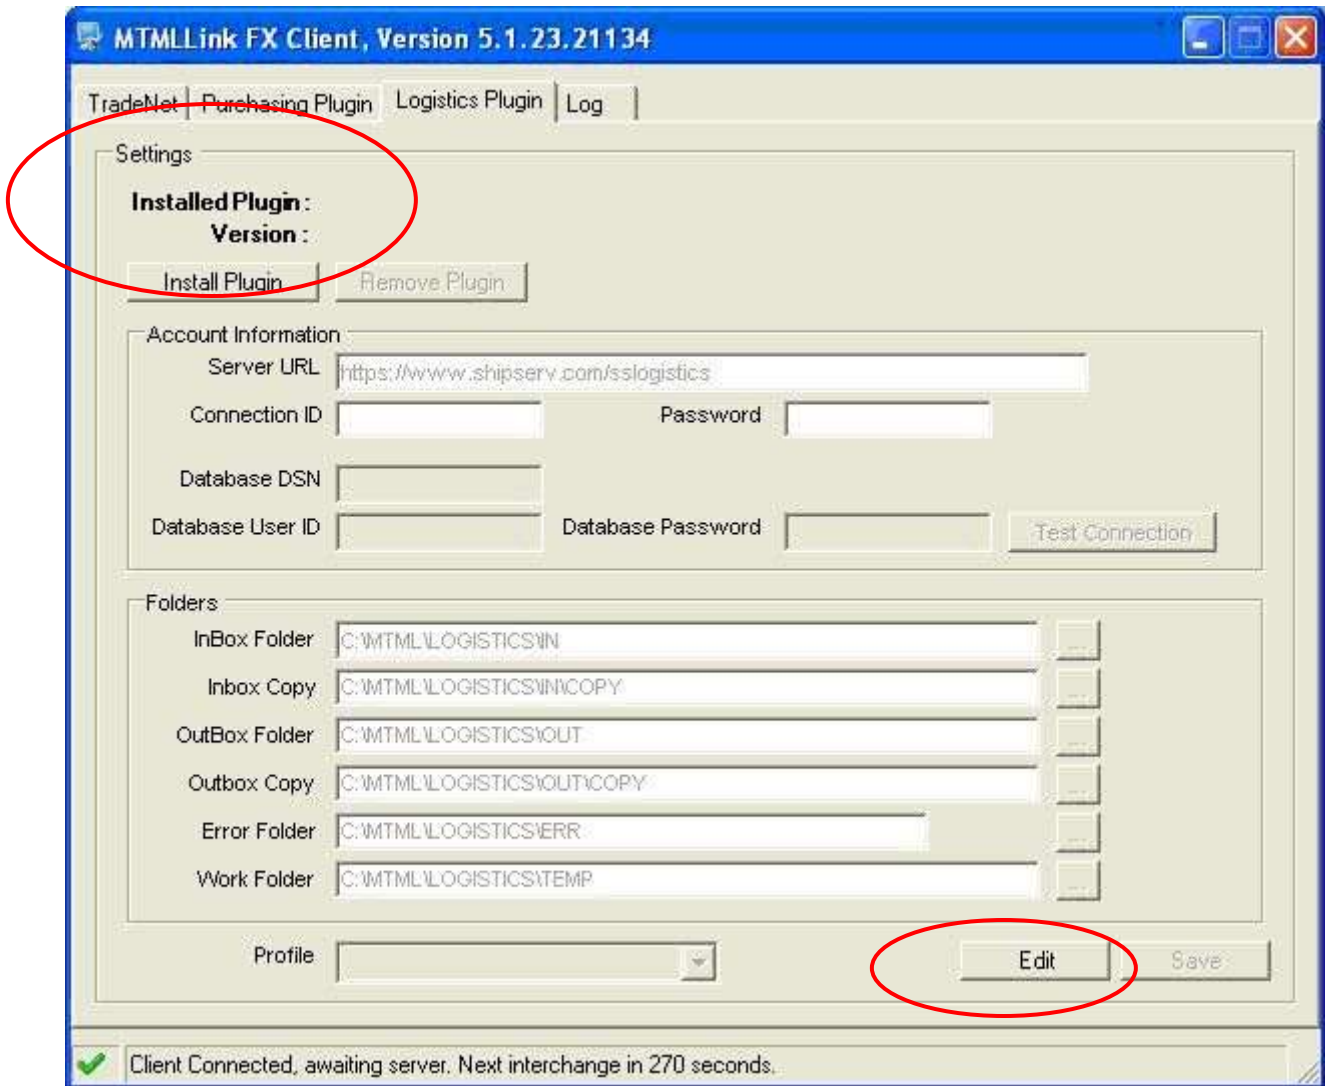 MTMLLink FX Client, Version 5.1.23.21134
TradeNet Purchasing Plugin Logistics Plugin Log
Settings
Installed Plugin :
Version :
Install Plugin Remove Plugin
Account Information
Server URL https://www.shipserv.com/sslogistics
Connection ID Password
Database DSN
Database User ID Database Password Test Connection
Folders
InBox Folder C:\MTML\LOGISTICS\IN ...
Inbox Copy C:\MTML\LOGISTICS\IN\COPY ...
OutBox Folder C:\MTML\LOGISTICS\OUT ...
Outbox Copy C:\MTML\LOGISTICS\OUT\COPY ...
Error Folder C:\MTML\LOGISTICS\ERR ...
Work Folder C:\MTML\LOGISTICS\TEMP ...
Profile Edit Save
Client Connected, awaiting server. Next interchange in 270 seconds.